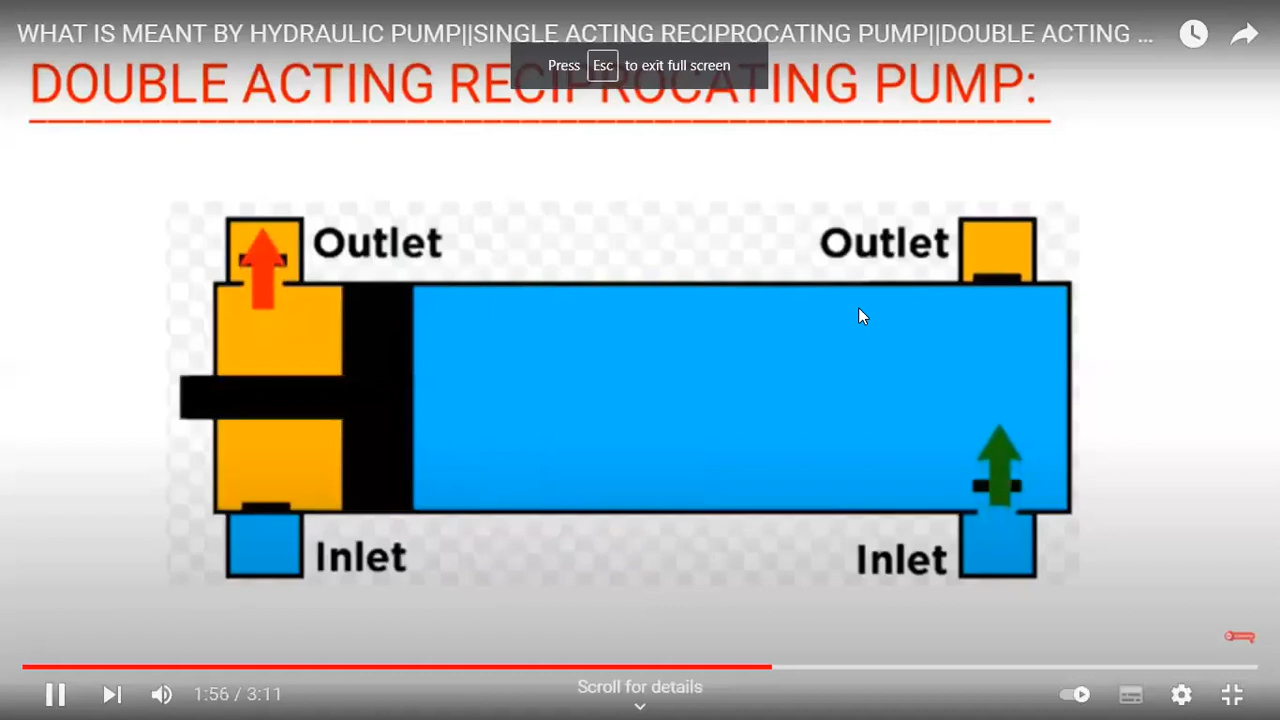 WHAT IS MEANT BY HYDRAULIC PUMP||SINGLE ACTING RECIPROCATING PUMP||DOUBLE ACTING ...
Press Esc to exit full screen
DOUBLE ACTING RECIPROCATING PUMP:
Outlet
Outlet
Inlet
Inlet
1:56 / 3:11
Scroll for details